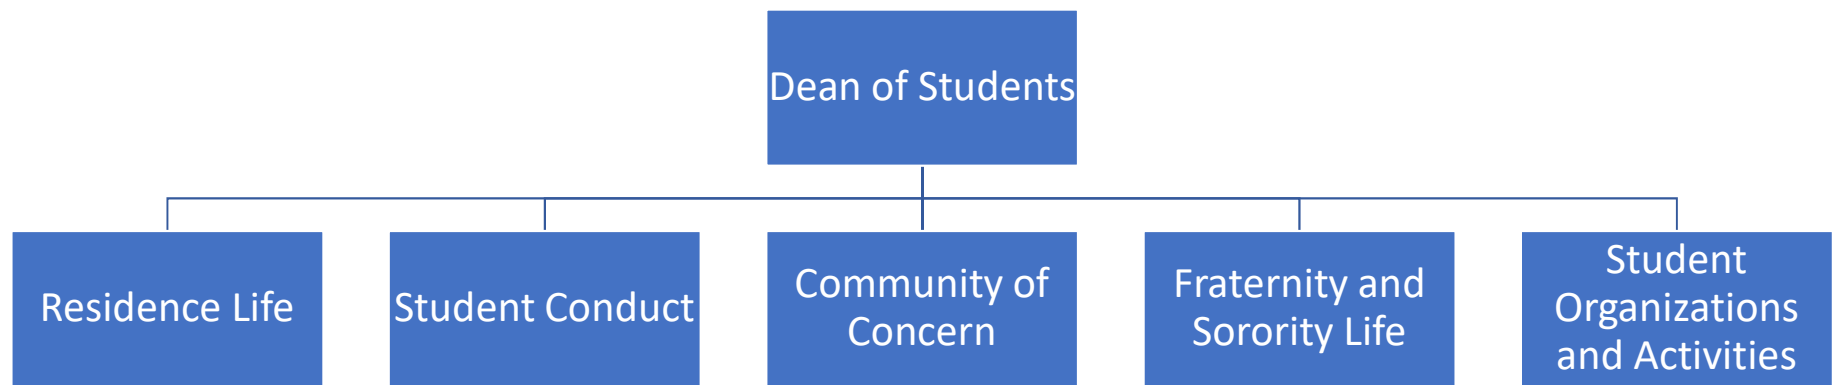 Dean of Students
Residence Life
Student Conduct
Community of
Concern
Fraternity and
Sorority Life
Student
Organizations
and Activities